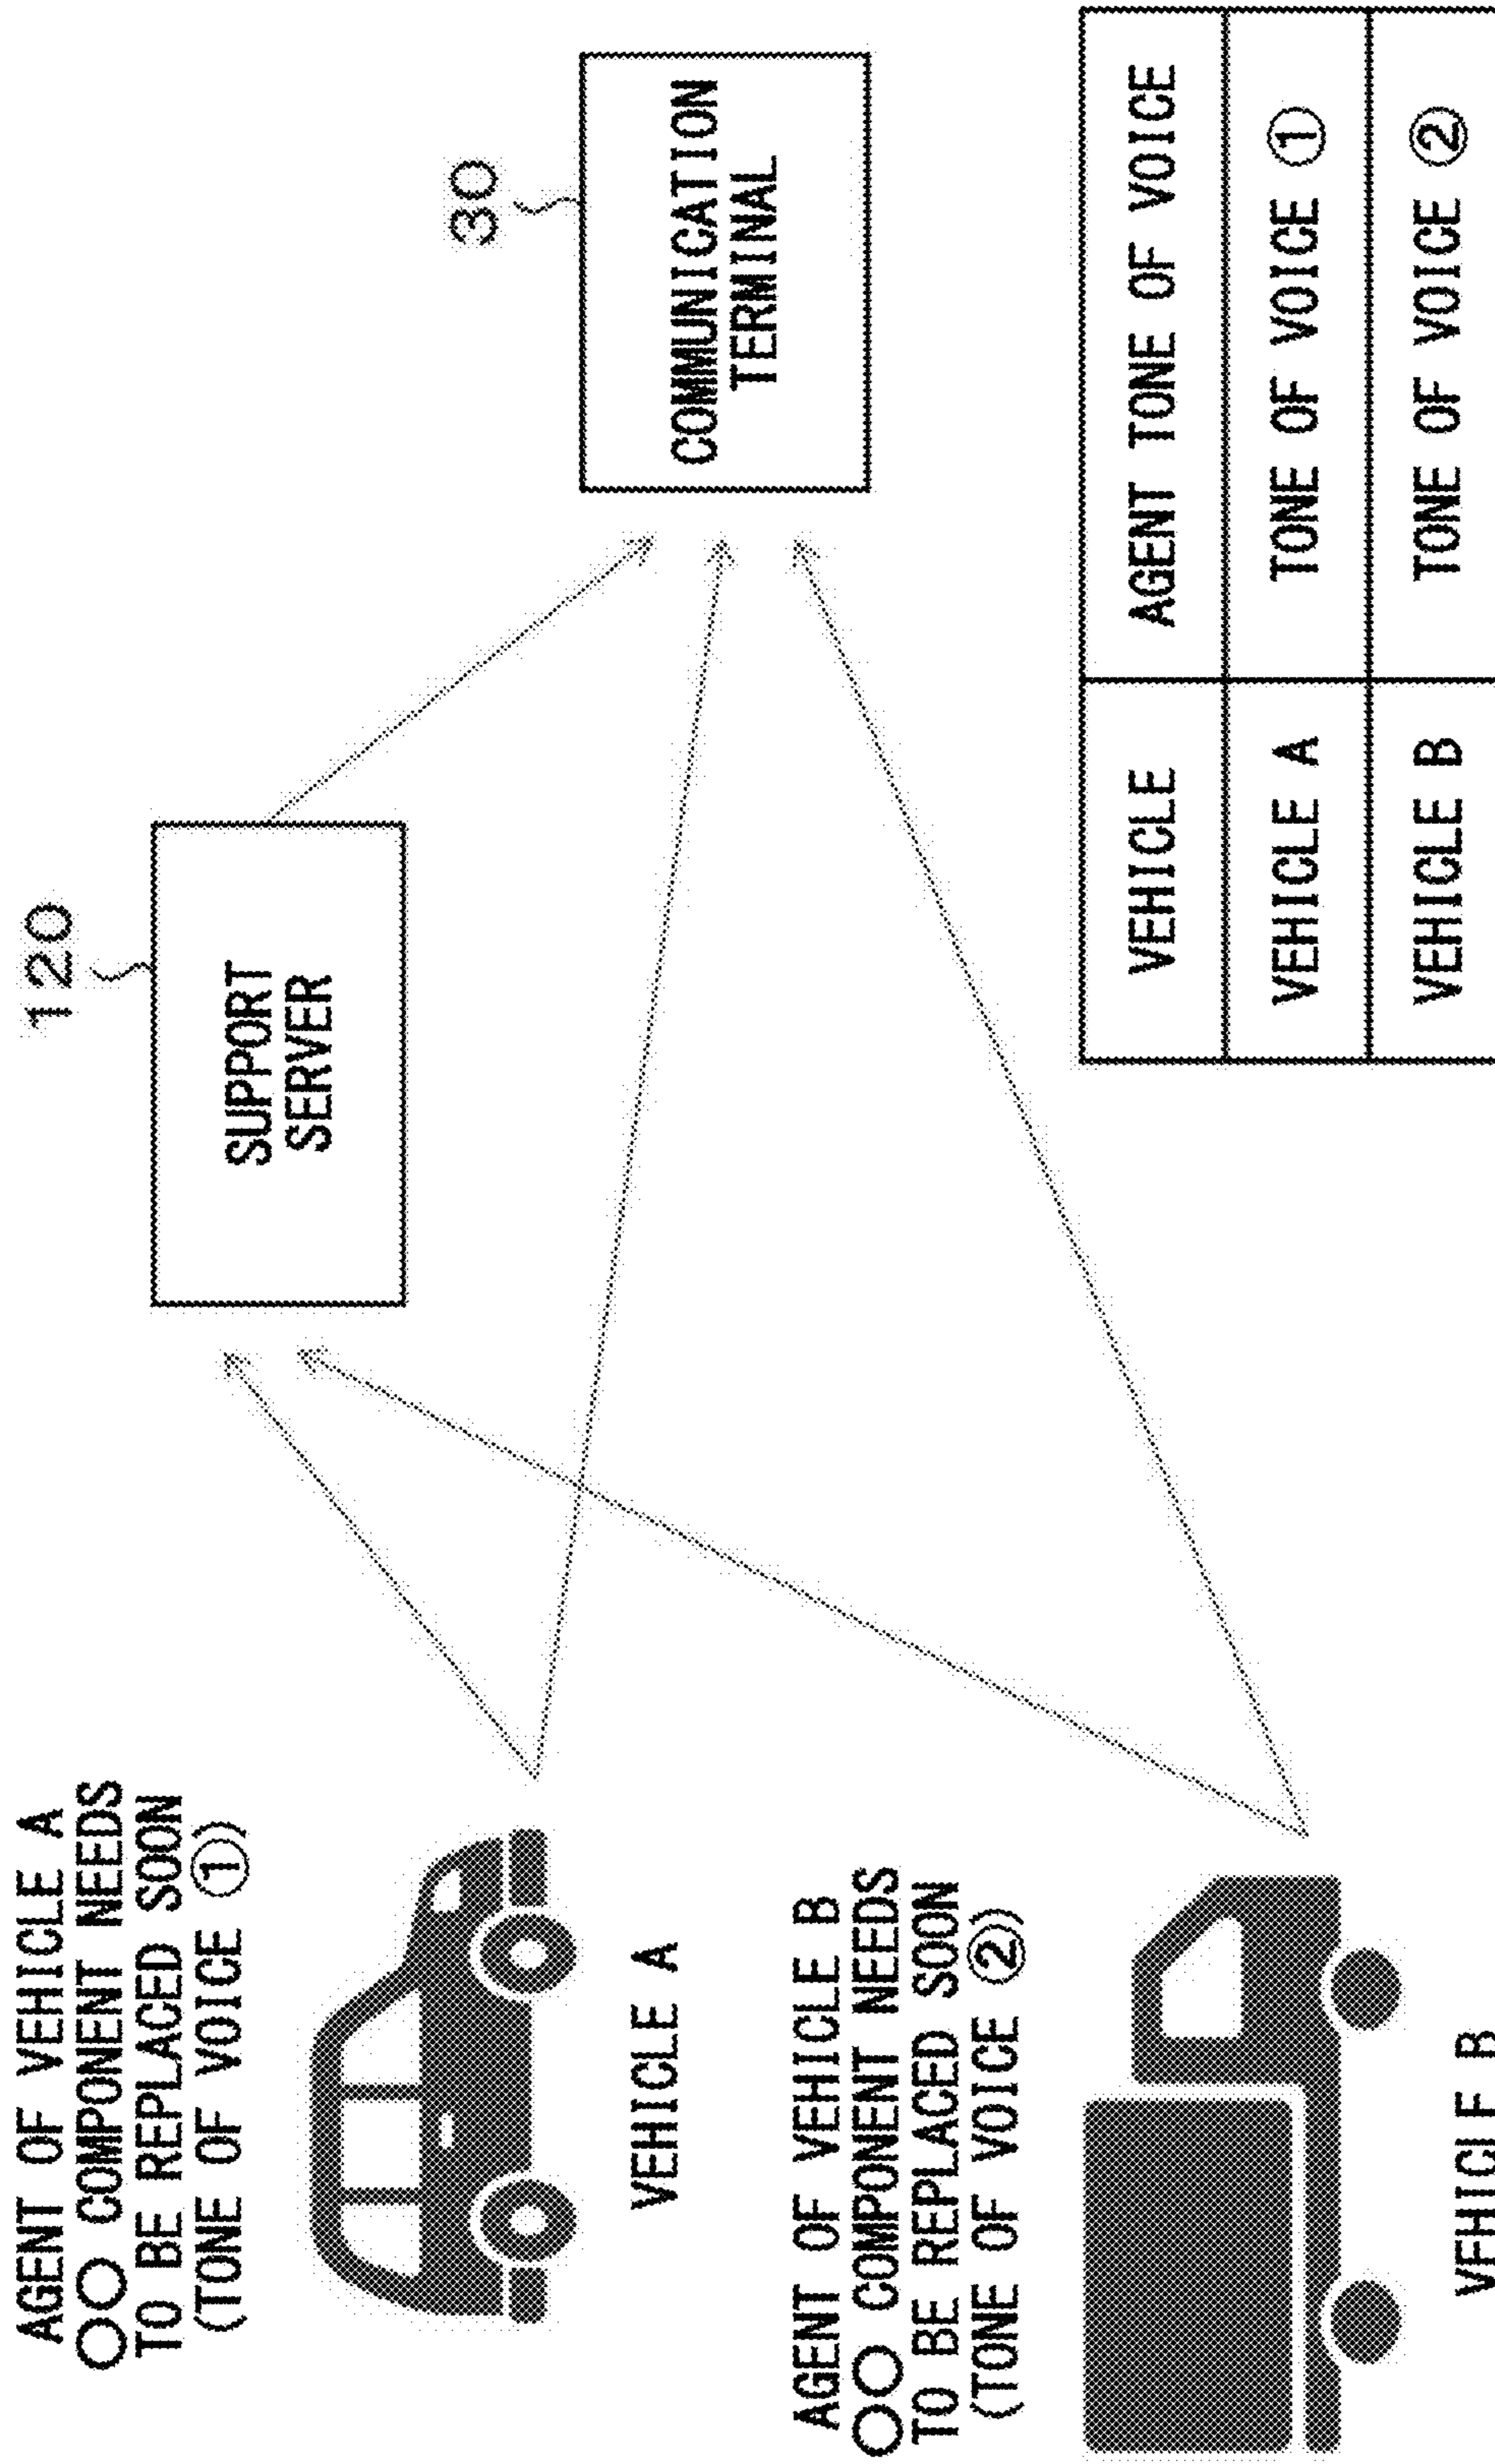 AGENT OF VEHICLE A
○○ COMPONENT NEEDS
TO BE REPLACED SOON
(TONE OF VOICE ①)
VEHICLE A
120
SUPPORT
SERVER
30
COMMUNICATION
TERMINAL
AGENT OF VEHICLE B
○○ COMPONENT NEEDS
TO BE REPLACED SOON
(TONE OF VOICE ②)
VEHICLE B
VEHICLE AGENT TONE OF VOICE
VEHICLE A TONE OF VOICE ①
VEHICLE B TONE OF VOICE ②